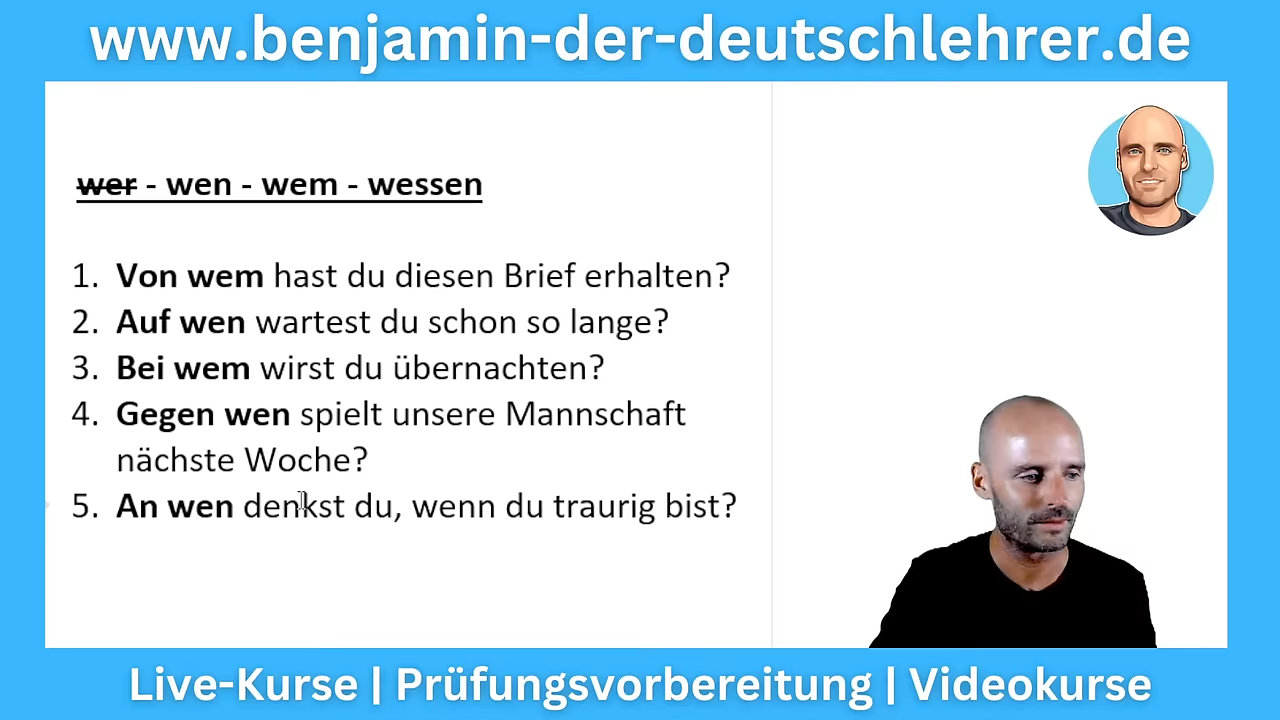 www.benjamin-der-deutschlehrer.de
wer - wen - wem - wessen
1. Von wem hast du diesen Brief erhalten?
2. Auf wen wartest du schon so lange?
3. Bei wem wirst du übernachten?
4. Gegen wen spielt unsere Mannschaft
nächste Woche?
5. An wen denkst du, wenn du traurig bist?
Live-Kurse | Prüfungsvorbereitung | Videokurse